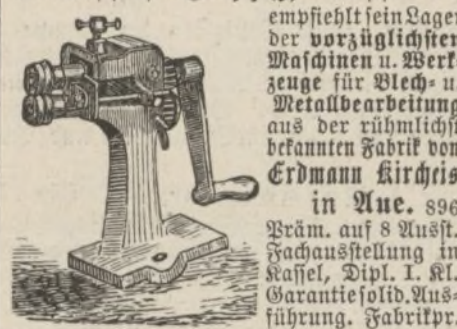 empfiehlt sein Lager
der vorzüglichsten
Maschinen u. Werk-
zeuge für Blech- u.
Metallbearbeitung
aus der rühmlichst
bekannten Fabrik von
Erdmann Kircheis
in Aue. 896
Präm. auf 8 Ausst.
Fachausstellung in
Kassel, Dipl. I. Kl.
Garantie solid. Aus-
führung. Fabrikpr.